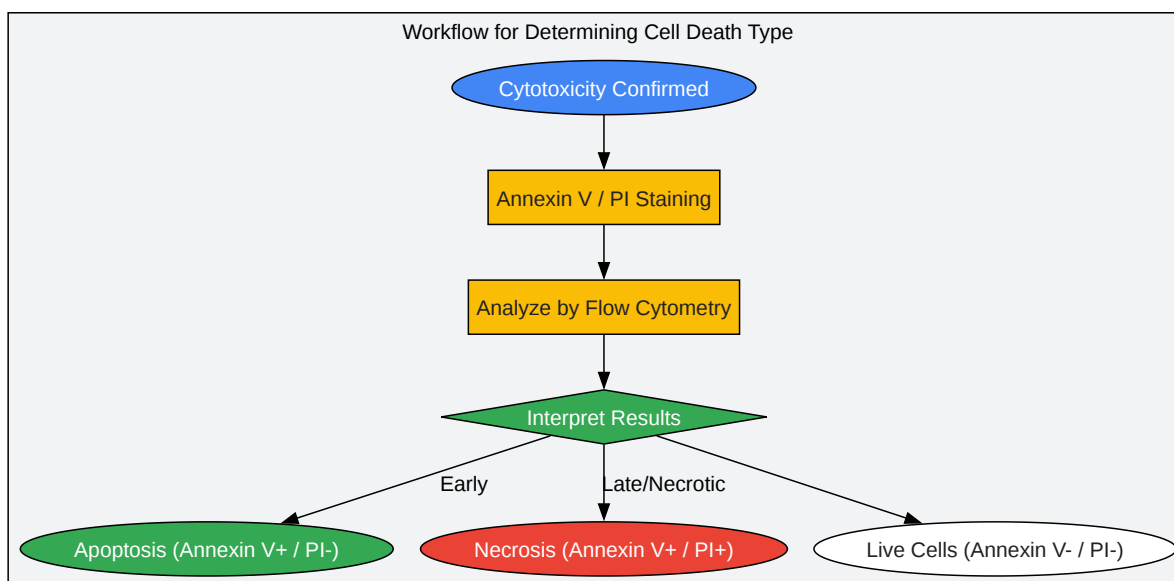 Workflow for Determining Cell Death Type
Cytotoxicity Confirmed
Annexin V / PI Staining
Analyze by Flow Cytometry
Interpret Results
Early
Late/Necrotic
Apoptosis (Annexin V+ / PI-)
Necrosis (Annexin V+ / PI+)
Live Cells (Annexin V- / PI-)